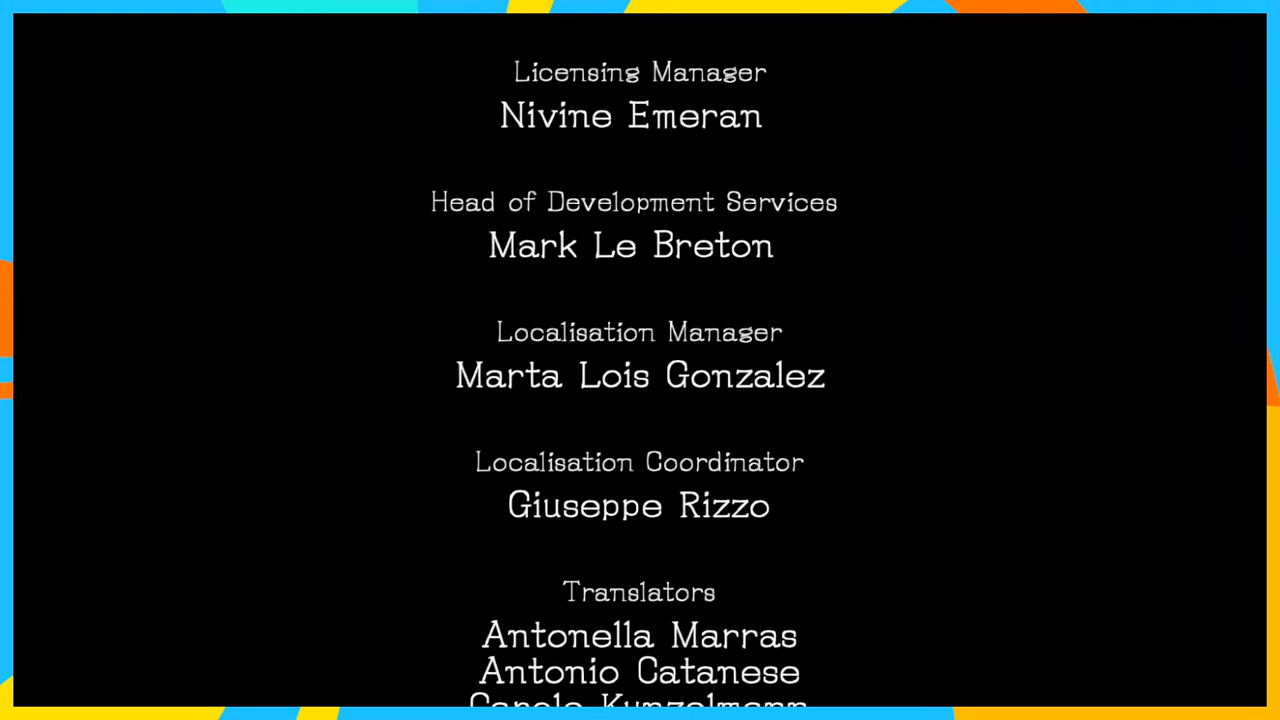 Licensing Manager
Nivine Emeran
Head of Development Services
Mark Le Breton
Localisation Manager
Marta Lois Gonzalez
Localisation Coordinator
Giuseppe Rizzo
Translators
Antonella Marras
Antonio Catanese